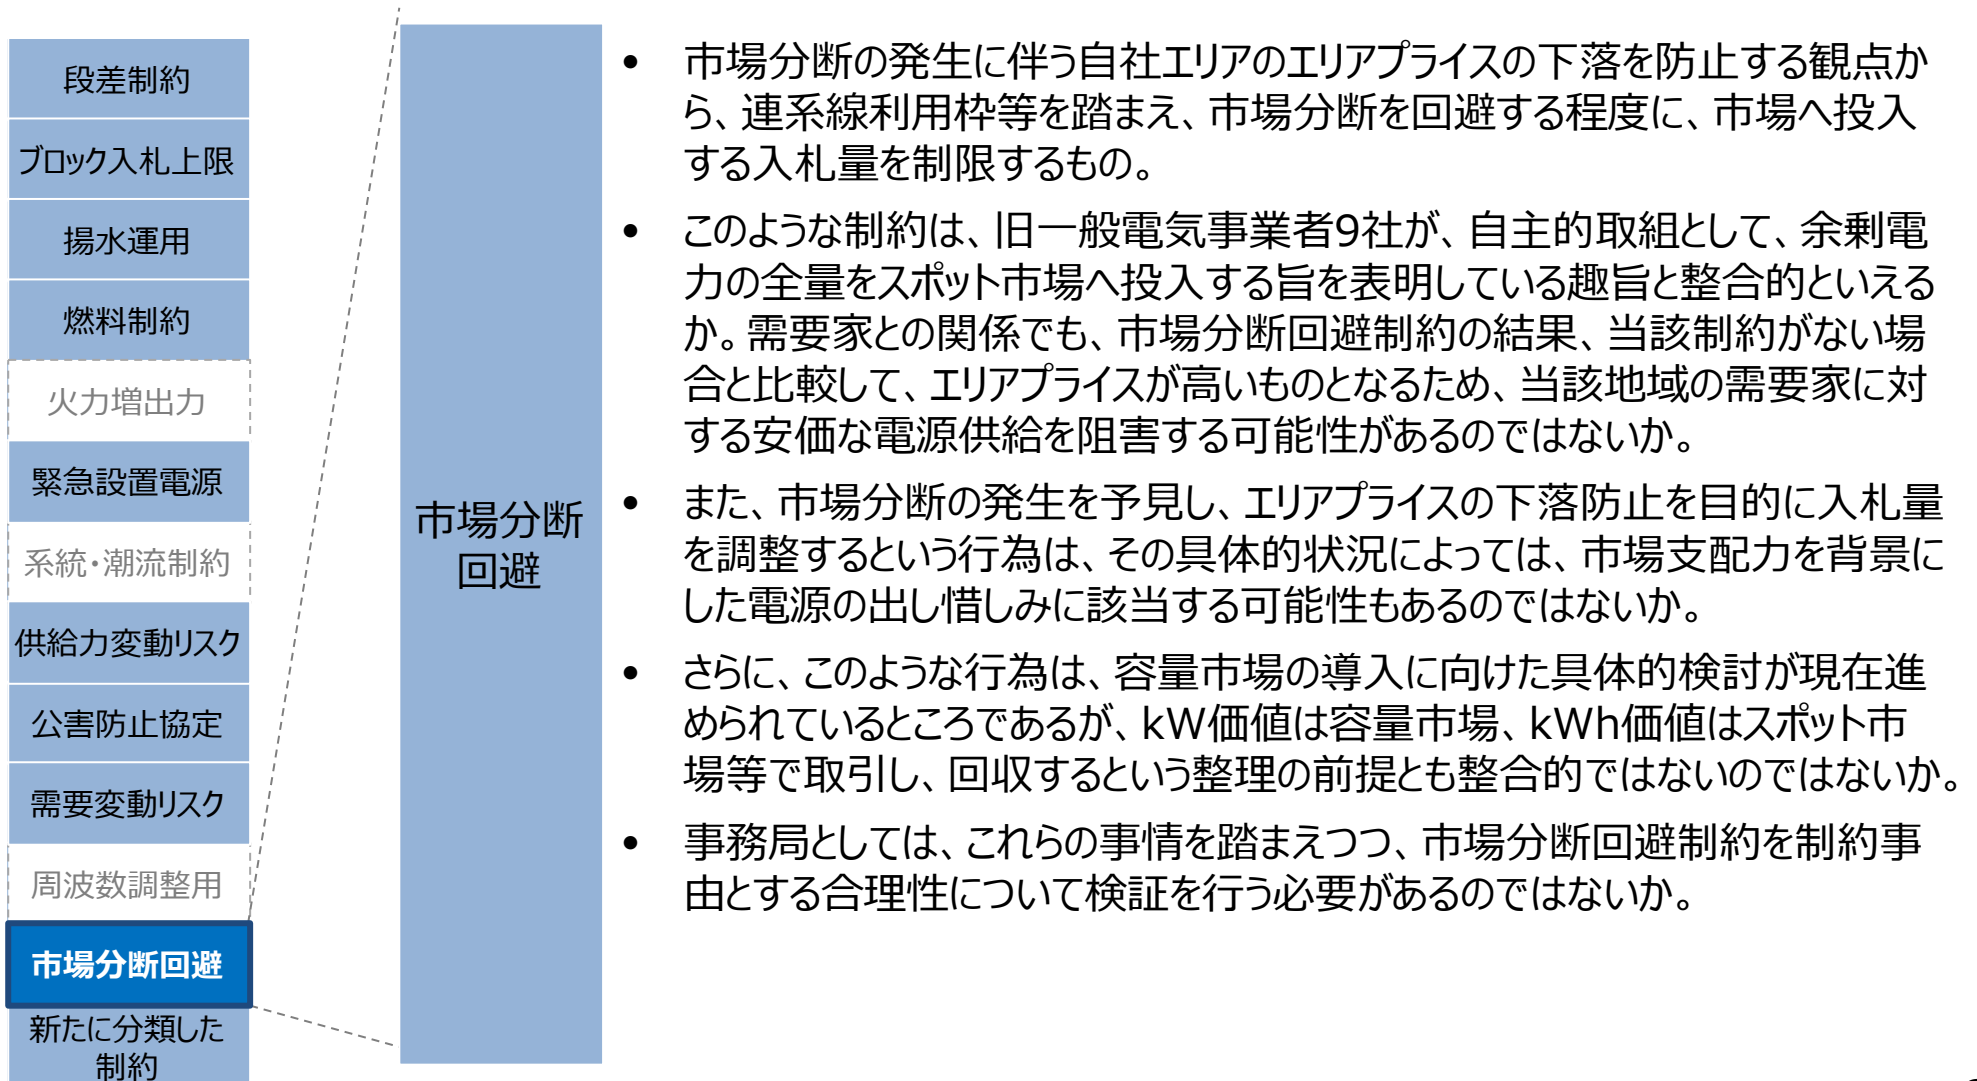 段差制約
ブロック入札上限
揚水運用
燃料制約
火力増出力
緊急設置電源
系統・潮流制約
供給力変動リスク
公害防止協定
需要変動リスク
周波数調整用
市場分断回避
新たに分類した
制約
市場分断
回避
• 市場分断の発生に伴う自社エリアのエリアプライスの下落を防止する観点か
ら、連系線利用枠等を踏まえ、市場分断を回避する程度に、市場へ投入
する入札量を制限するもの。
• このような制約は、旧一般電気事業者9社が、自主的取組として、余剰電
力の全量をスポット市場へ投入する旨を表明している趣旨と整合的といえる
か。需要家との関係でも、市場分断回避制約の結果、当該制約がない場
合と比較して、エリアプライスが高いものとなるため、当該地域の需要家に対
する安価な電源供給を阻害する可能性があるのではないか。
• また、市場分断の発生を予見し、エリアプライスの下落防止を目的に入札量
を調整するという行為は、その具体的状況によっては、市場支配力を背景に
した電源の出し惜しみに該当する可能性もあるのではないか。
• さらに、このような行為は、容量市場の導入に向けた具体的検討が現在進
められているところであるが、kW価値は容量市場、kWh価値はスポット市
場等で取引し、回収するという整理の前提とも整合的ではないのではないか。
• 事務局としては、これらの事情を踏まえつつ、市場分断回避制約を制約事
由とする合理性について検証を行う必要があるのではないか。